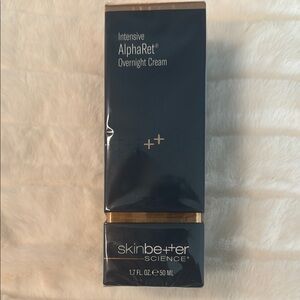 Intensive
AlphaRet®
Overnight Cream
++
skinbetter
SCIENCE®
1.7 FL. OZ. ℮ 50 ML